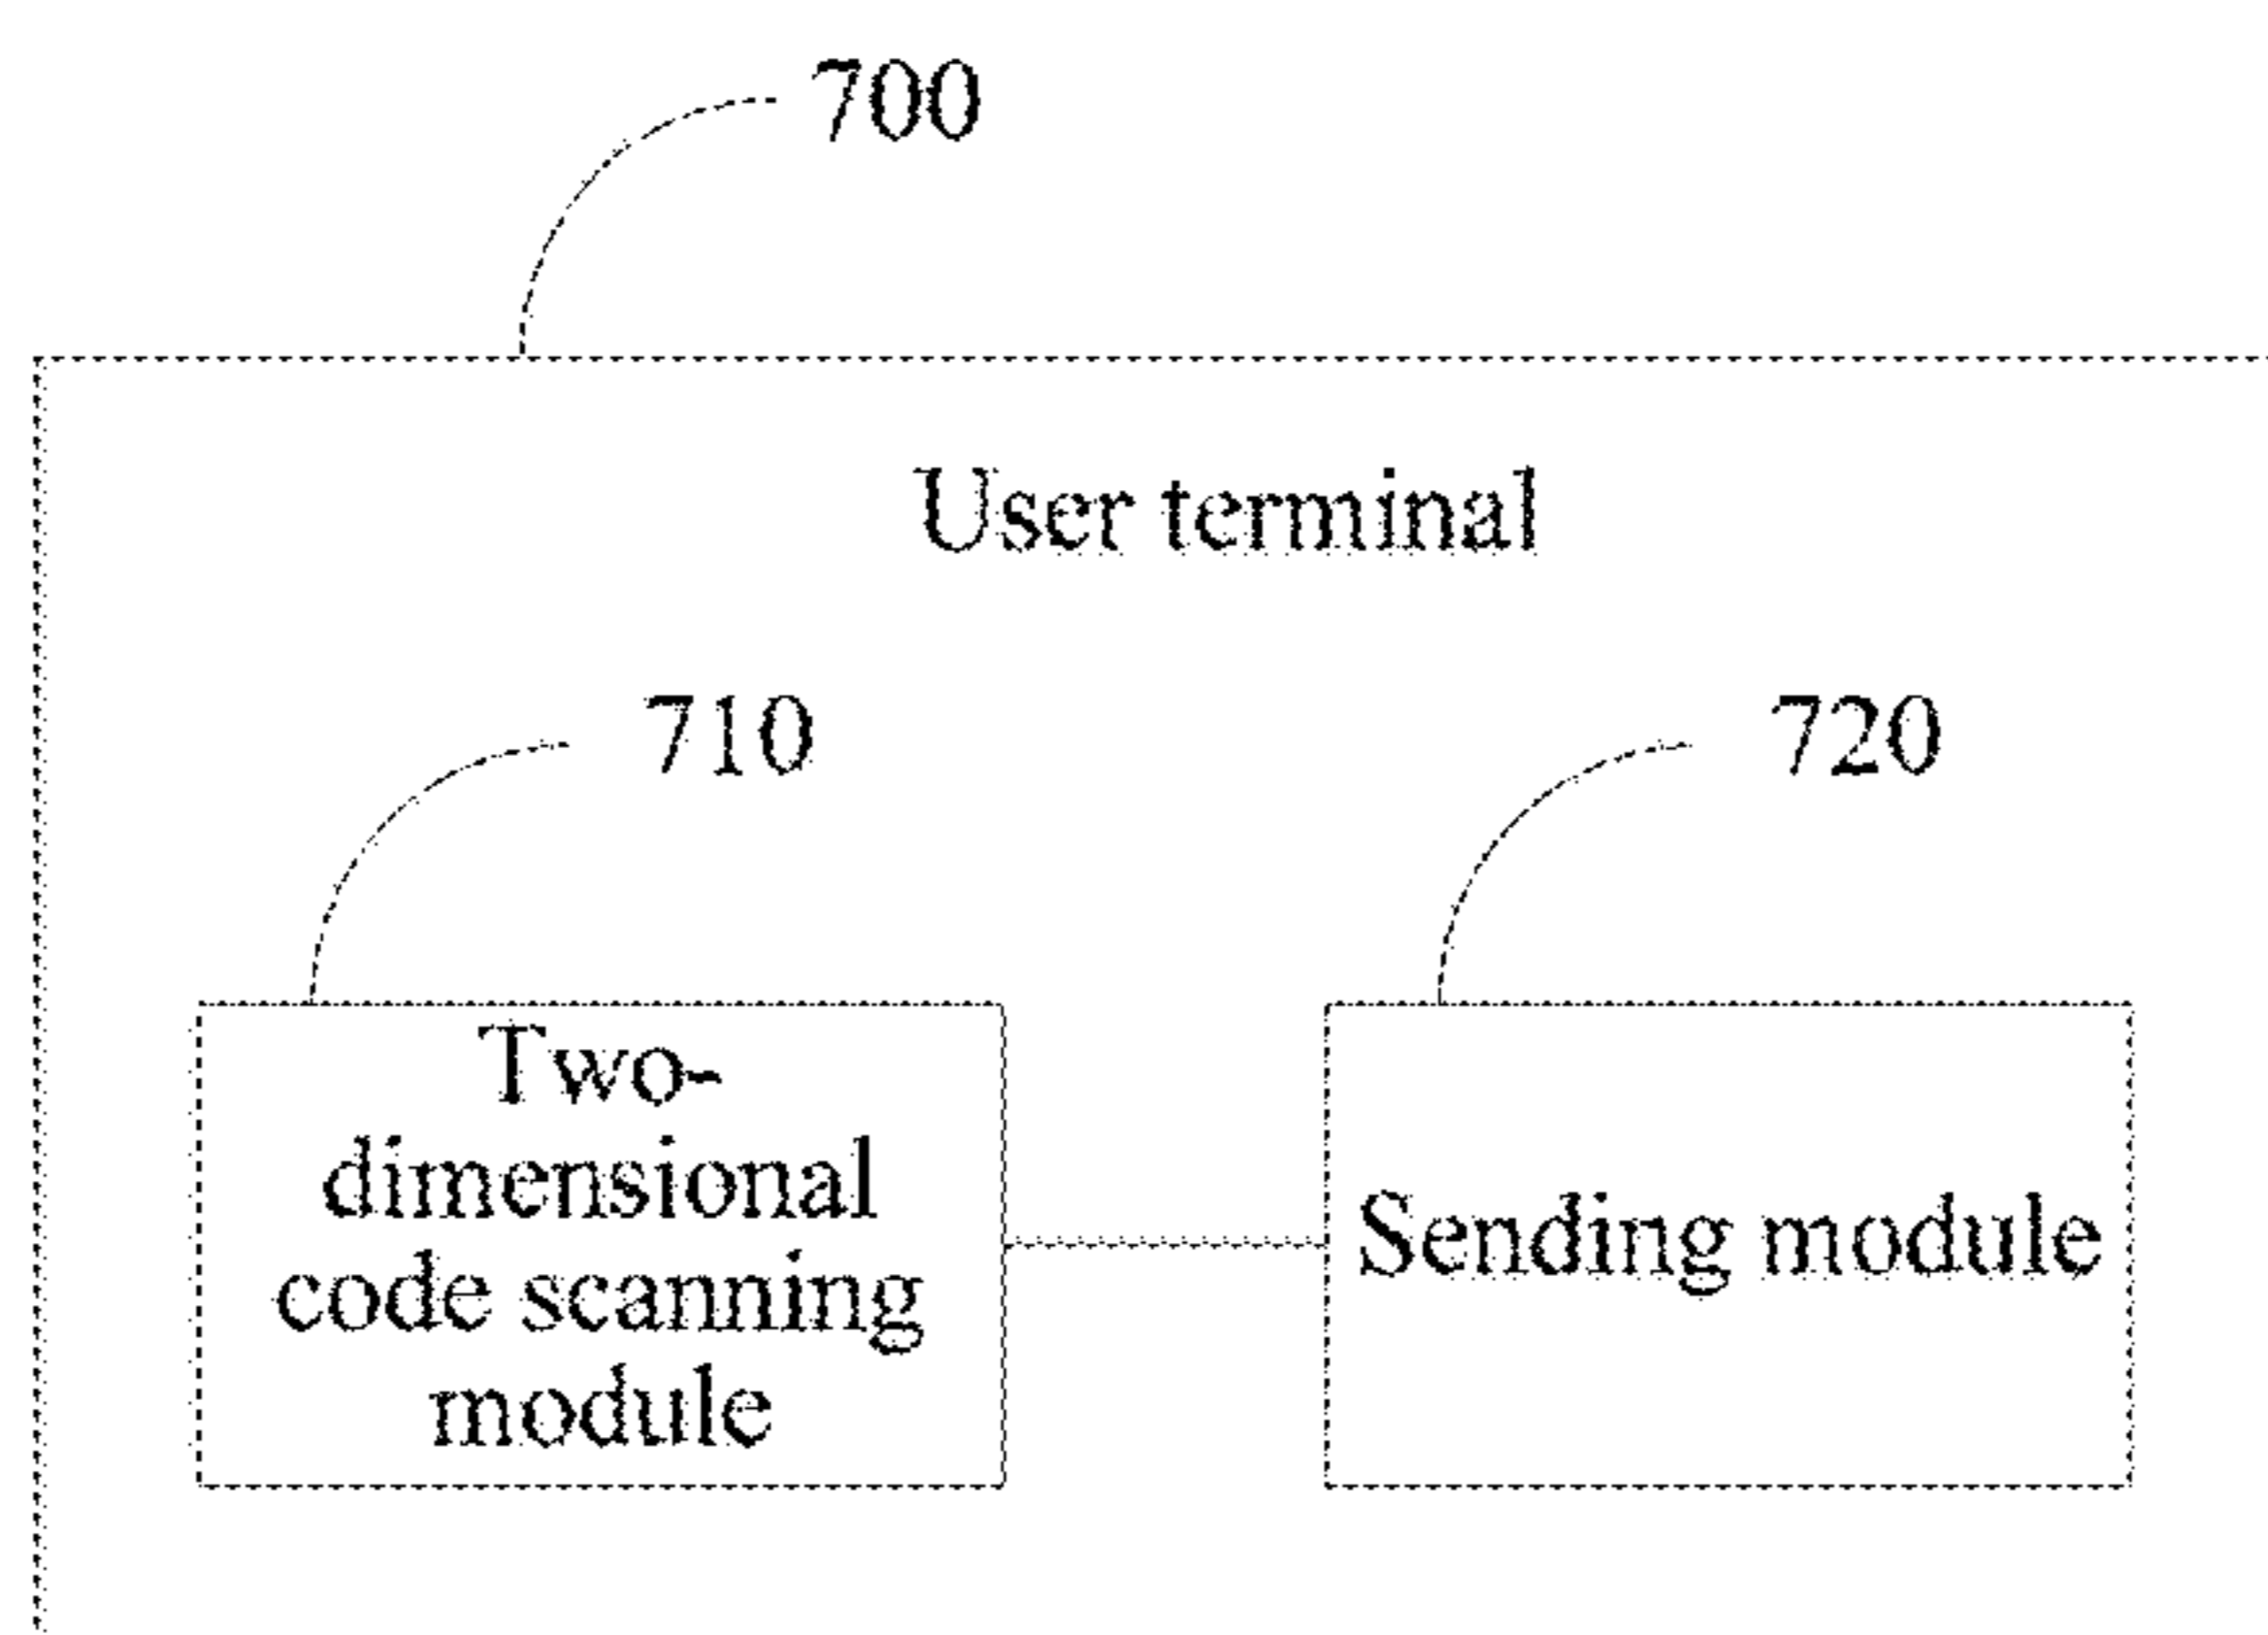 700
User terminal
710
720
Two-
dimensional
code scanning
module
Sending module